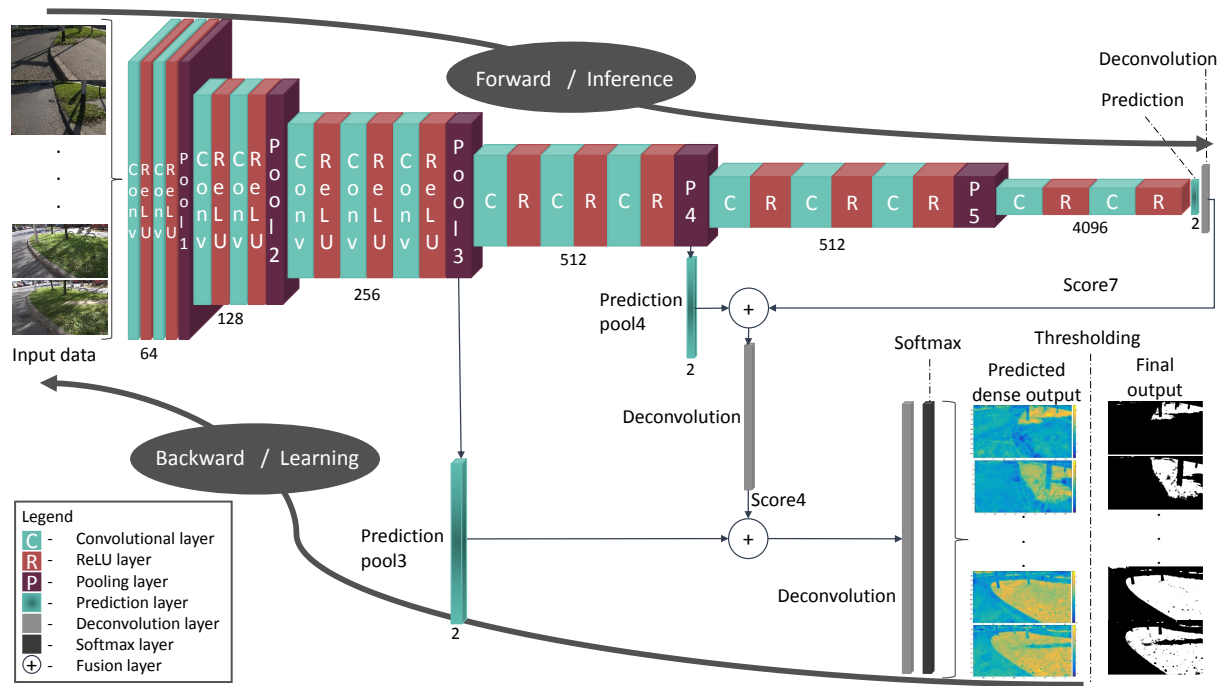 Forward / Inference
Deconvolution
Prediction
Conv
ReLU
Conv
ReLU
Pool1
64
Conv
ReLU
Conv
ReLU
Pool2
128
Conv
ReLU
Conv
ReLU
Conv
ReLU
Pool3
256
C R C R C R P4
512
C R C R C R P5
512
C R C R
4096
2
Input data
Prediction
pool4
2
+
Score7
Deconvolution
Score4
Softmax
Thresholding
Predicted
dense output
Final
output
Backward / Learning
Prediction
pool3
2
+
Deconvolution
Legend
C - Convolutional layer
R - ReLU layer
P - Pooling layer
- Prediction layer
- Deconvolution layer
- Softmax layer
+ - Fusion layer